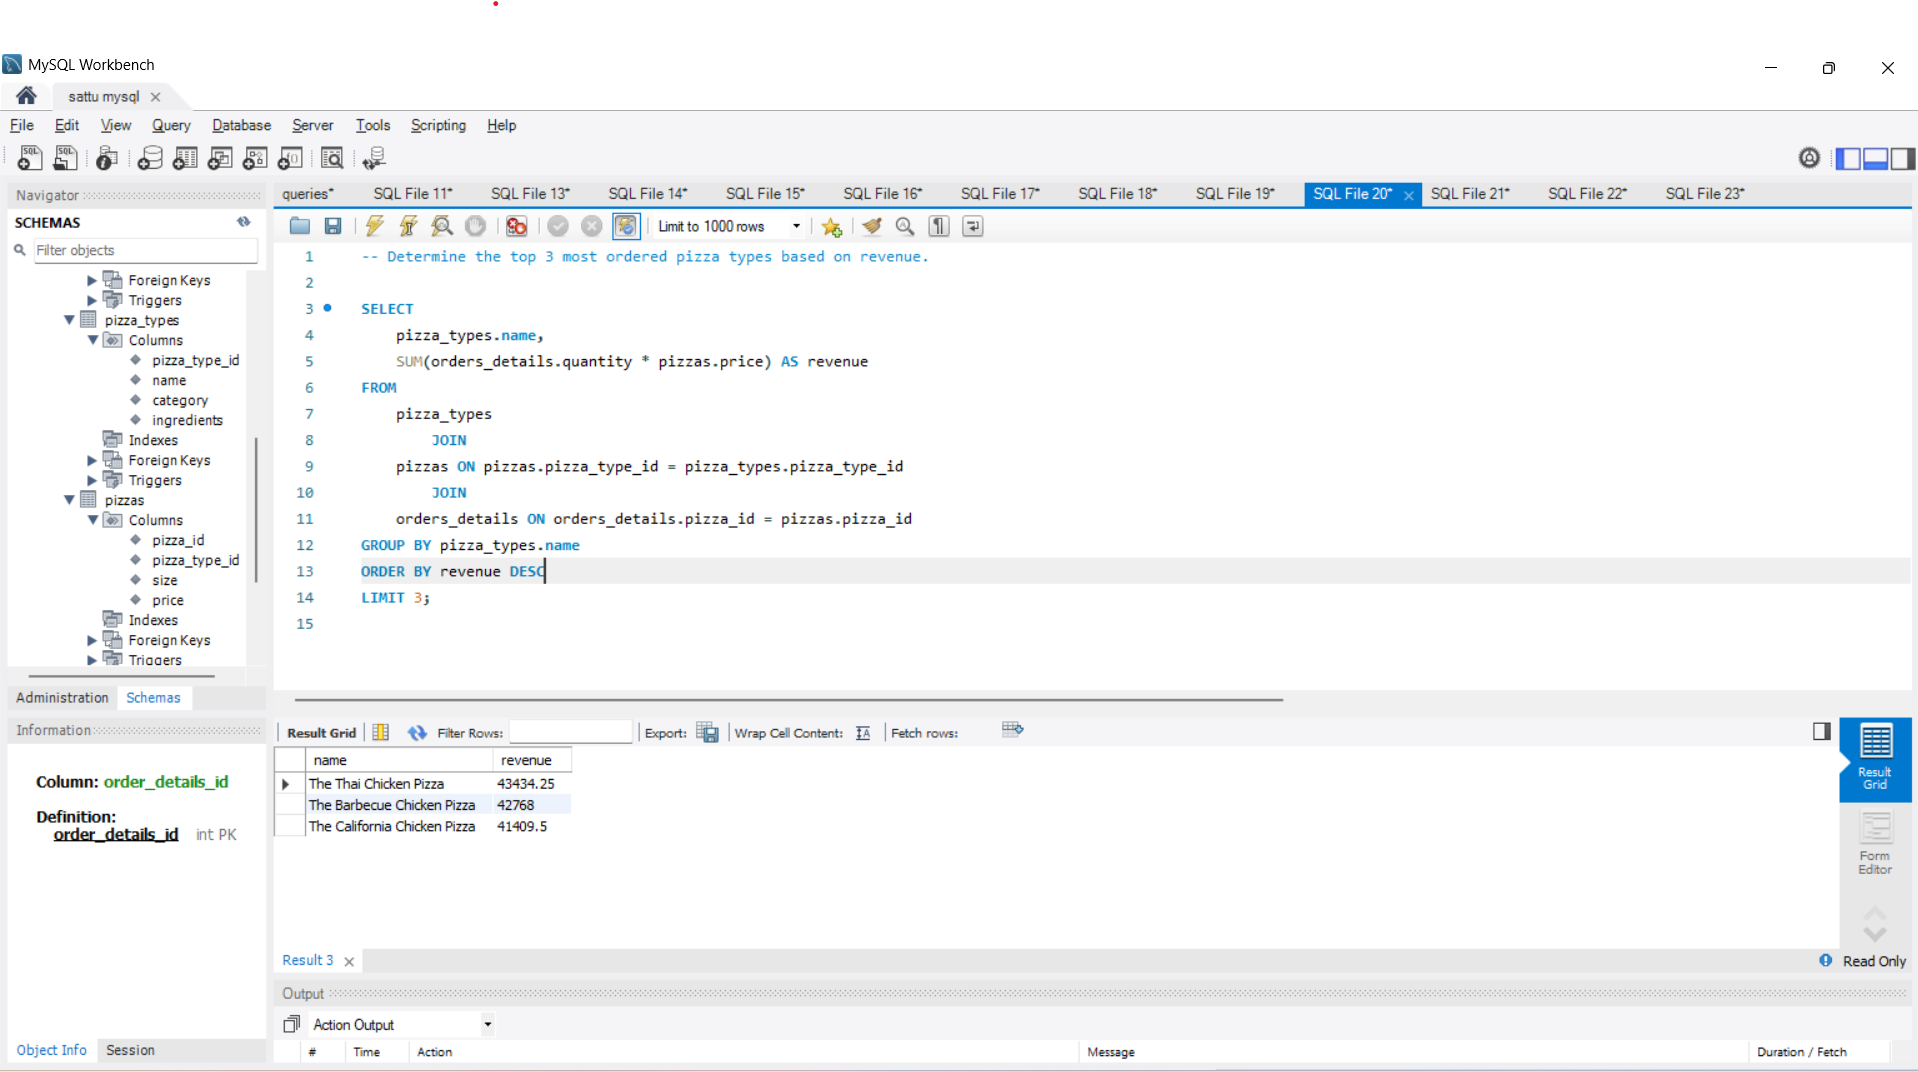 MySQL Workbench
sattu mysql
File Edit View Query Database Server Tools Scripting Help
Navigator
SCHEMAS
Filter objects
Foreign Keys
Triggers
pizza_types
Columns
pizza_type_id
name
category
ingredients
Indexes
Foreign Keys
Triggers
pizzas
Columns
pizza_id
pizza_type_id
size
price
Indexes
Foreign Keys
Triggers
Administration Schemas
Information
Column: order_details_id
Definition:
order_details_id int PK
Object Info Session
queries* SQL File 11* SQL File 13* SQL File 14* SQL File 15* SQL File 16* SQL File 17* SQL File 18* SQL File 19* SQL File 20* SQL File 21* SQL File 22* SQL File 23*
Limit to 1000 rows
1 -- Determine the top 3 most ordered pizza types based on revenue.
2
3 SELECT
4 pizza_types.name,
5 SUM(orders_details.quantity * pizzas.price) AS revenue
6 FROM
7 pizza_types
8 JOIN
9 pizzas ON pizzas.pizza_type_id = pizza_types.pizza_type_id
10 JOIN
11 orders_details ON orders_details.pizza_id = pizzas.pizza_id
12 GROUP BY pizza_types.name
13 ORDER BY revenue DESC
14 LIMIT 3;
15
Result Grid Filter Rows: Export: Wrap Cell Content: Fetch rows:
name revenue
The Thai Chicken Pizza 43434.25
The Barbecue Chicken Pizza 42768
The California Chicken Pizza 41409.5
Result
Grid
Form
Editor
Result 3
Read Only
Output
Action Output
# Time Action Message Duration / Fetch